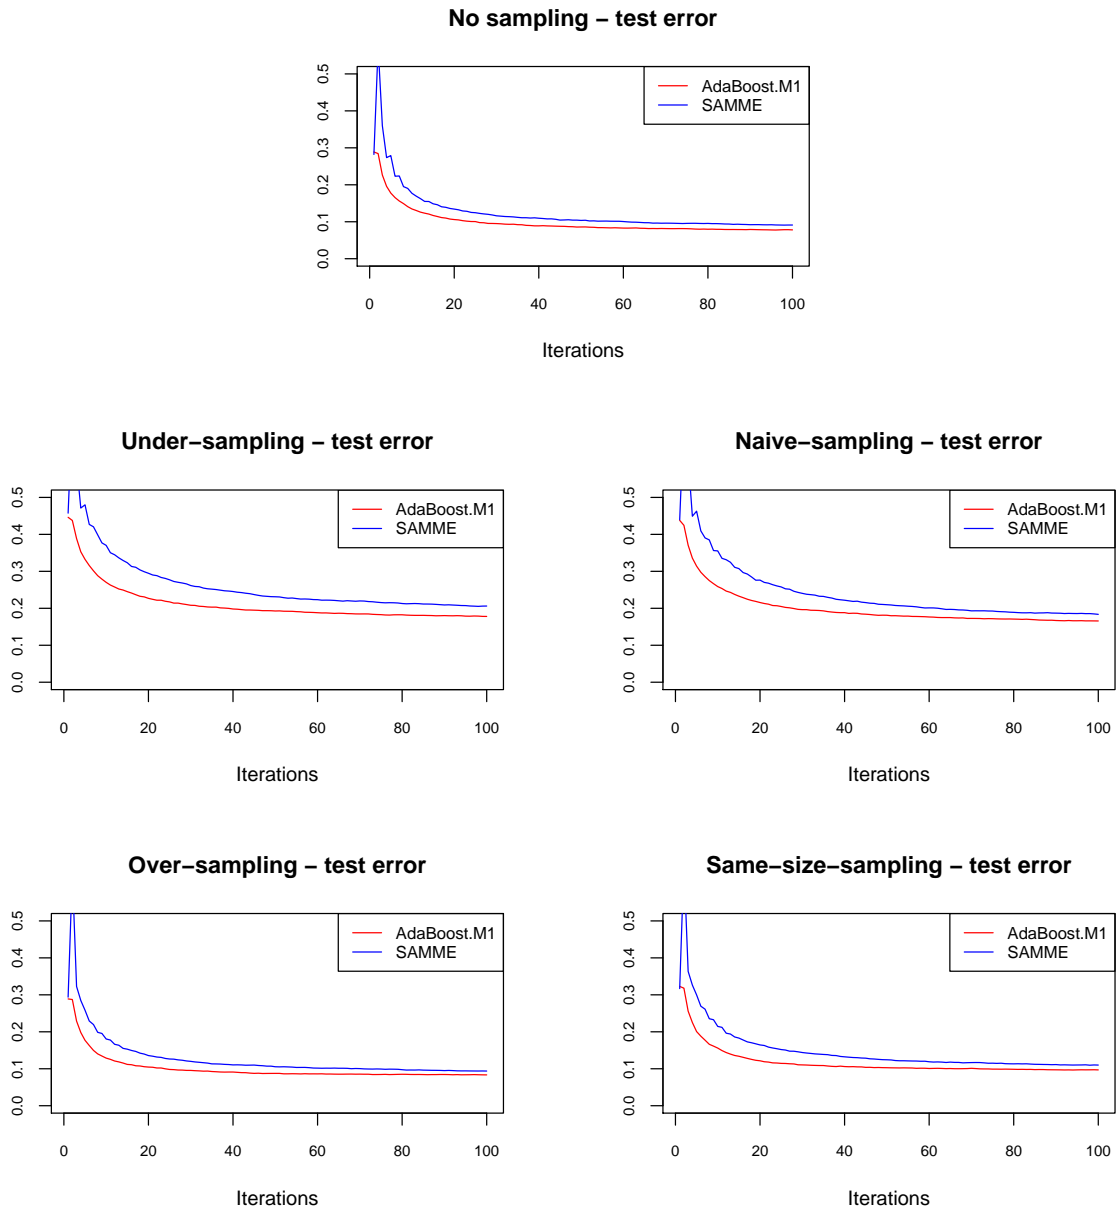 No sampling − test error
AdaBoost.M1
SAMME
0.0 0.1 0.2 0.3 0.4 0.5
0 20 40 60 80 100
Iterations
Under−sampling − test error
AdaBoost.M1
SAMME
0.0 0.1 0.2 0.3 0.4 0.5
0 20 40 60 80 100
Iterations
Naive−sampling − test error
AdaBoost.M1
SAMME
0.0 0.1 0.2 0.3 0.4 0.5
0 20 40 60 80 100
Iterations
Over−sampling − test error
AdaBoost.M1
SAMME
0.0 0.1 0.2 0.3 0.4 0.5
0 20 40 60 80 100
Iterations
Same−size−sampling − test error
AdaBoost.M1
SAMME
0.0 0.1 0.2 0.3 0.4 0.5
0 20 40 60 80 100
Iterations